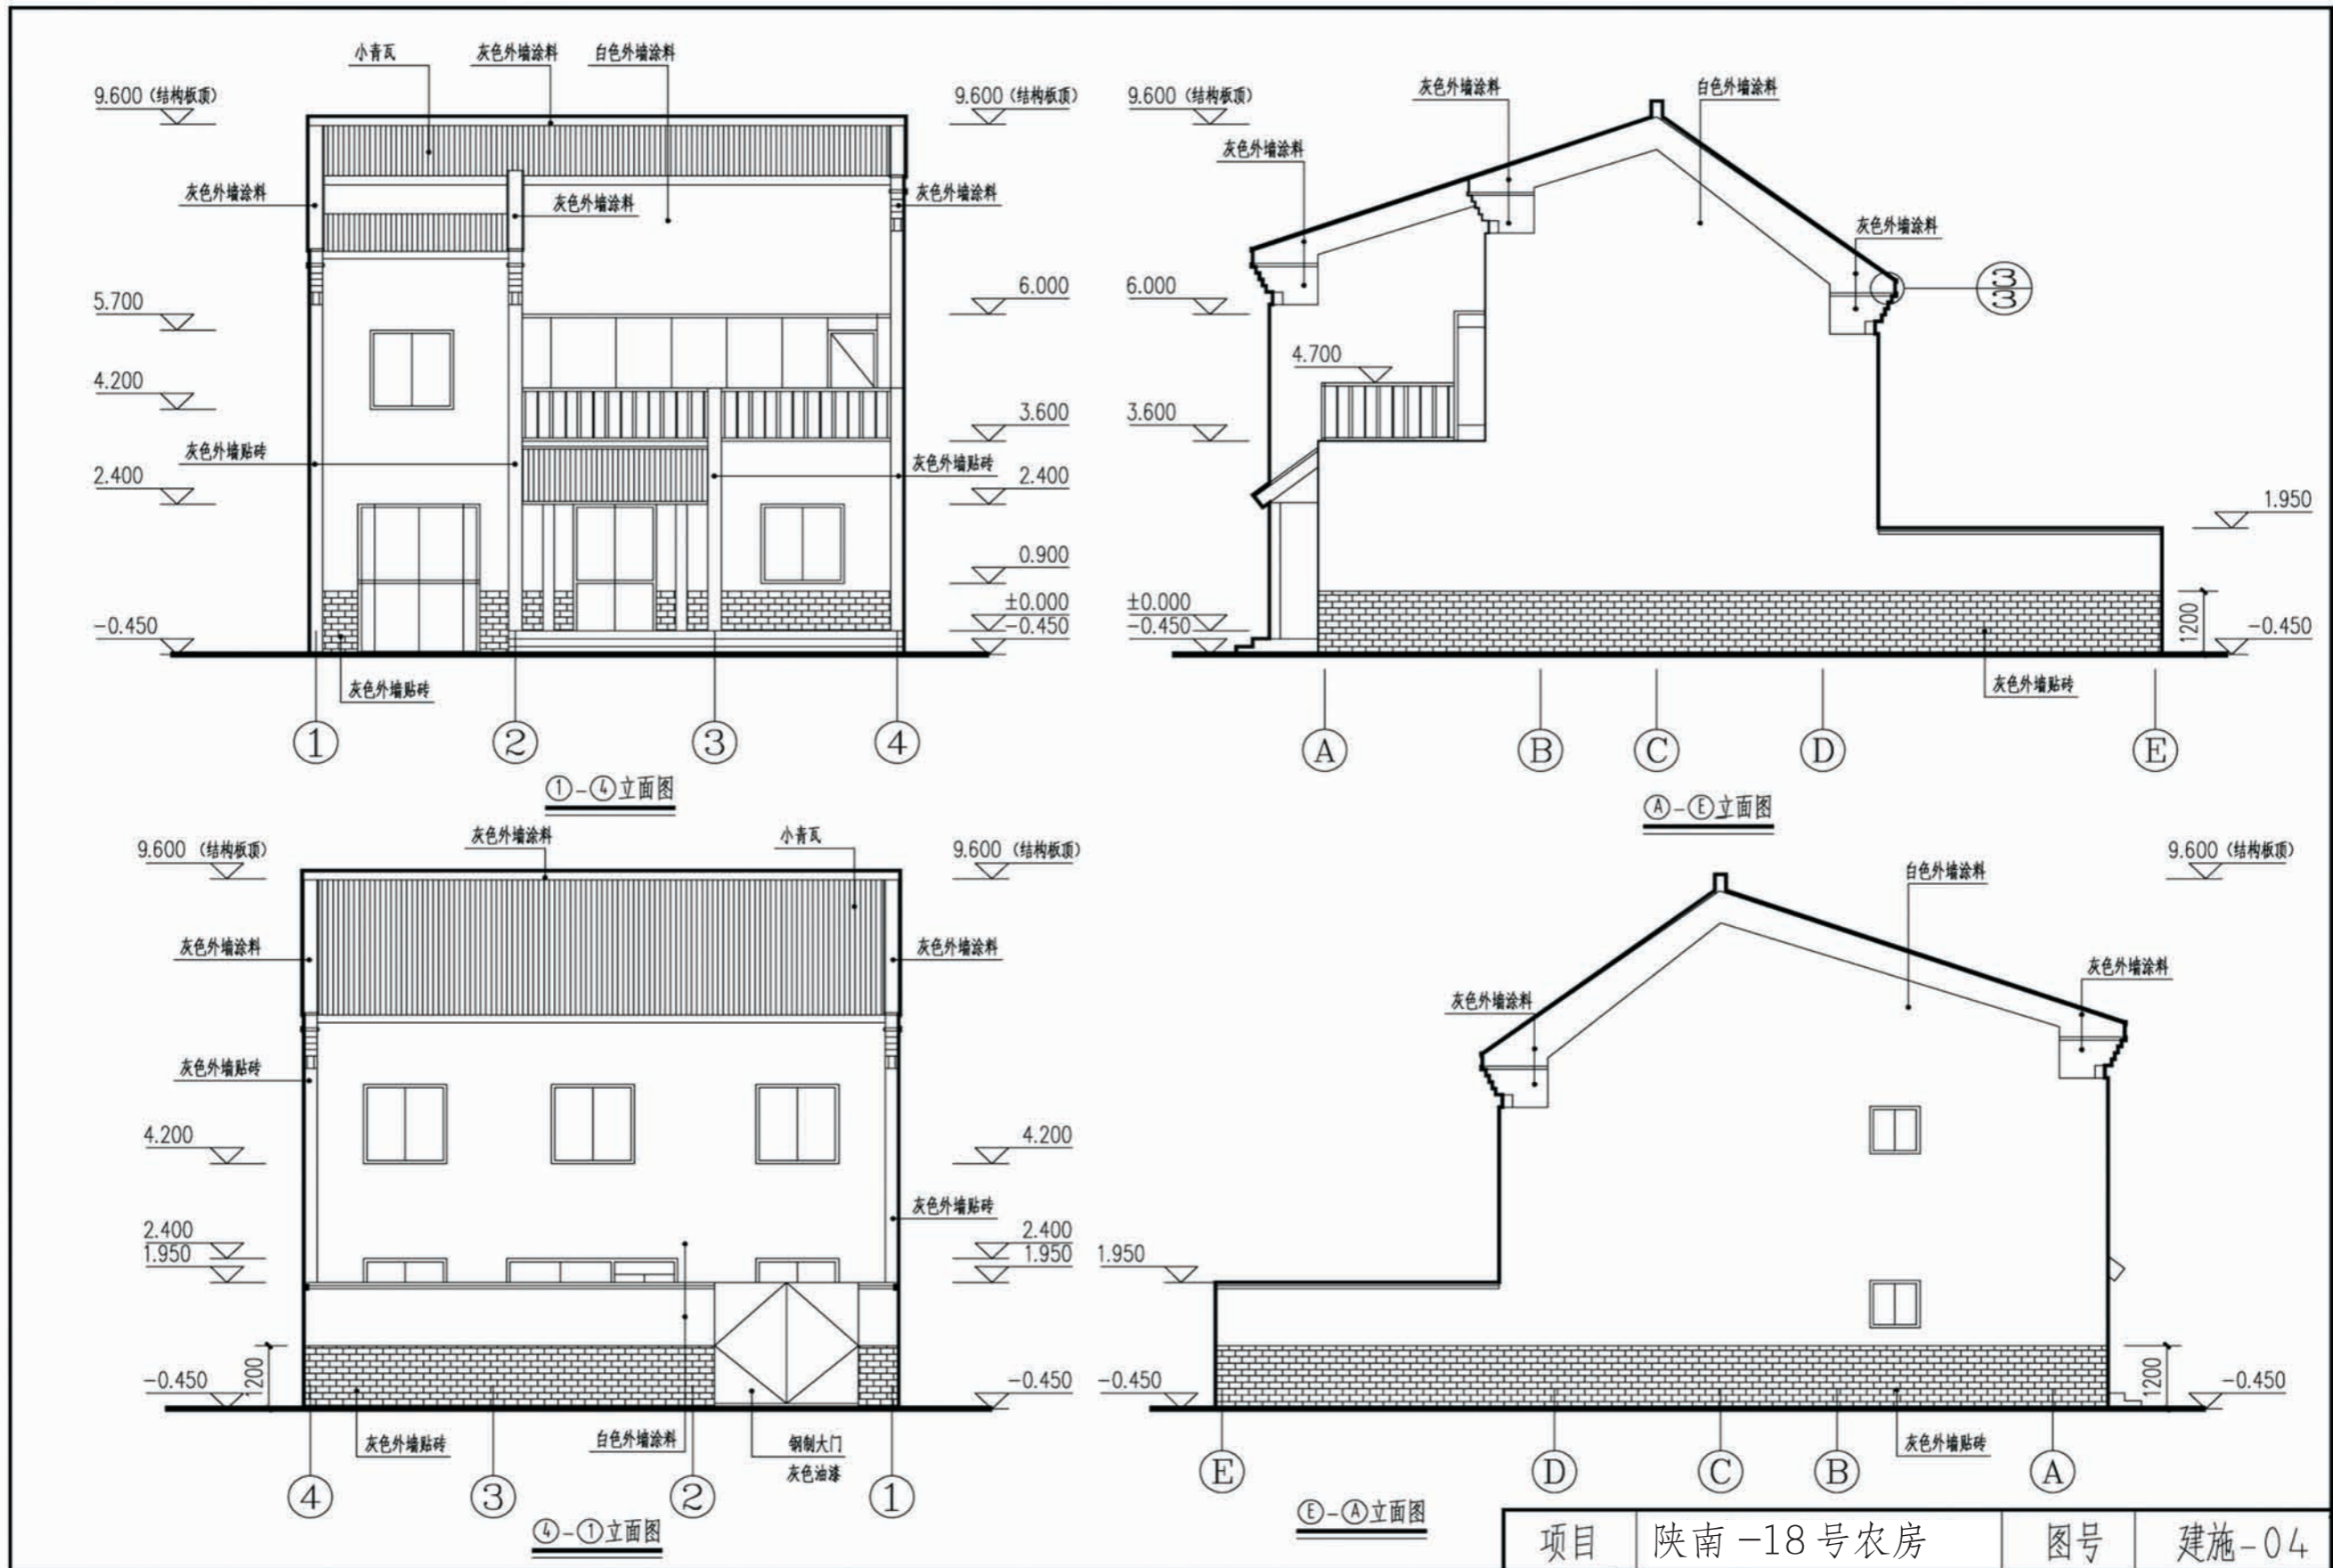 小青瓦
灰色外墙涂料
白色外墙涂料
9.600 (结构板顶)
9.600 (结构板顶)
灰色外墙涂料
灰色外墙涂料
灰色外墙涂料
5.700
6.000
4.200
3.600
灰色外墙贴砖
灰色外墙贴砖
2.400
2.400
0.900
±0.000
-0.450
-0.450
灰色外墙贴砖
1
2
3
4
①-④立面图
9.600 (结构板顶)
灰色外墙涂料
白色外墙涂料
灰色外墙涂料
灰色外墙涂料
6.000
3
3
4.700
3.600
1.950
±0.000
-0.450
1200
-0.450
灰色外墙贴砖
A
B
C
D
E
Ⓐ-Ⓔ立面图
灰色外墙涂料
小青瓦
9.600 (结构板顶)
9.600 (结构板顶)
灰色外墙涂料
灰色外墙涂料
灰色外墙贴砖
4.200
4.200
灰色外墙贴砖
2.400
2.400
1.950
1.950
1200
-0.450
-0.450
灰色外墙贴砖
白色外墙涂料
钢制大门
灰色油漆
4
3
2
1
④-①立面图
9.600 (结构板顶)
白色外墙涂料
灰色外墙涂料
灰色外墙涂料
1.950
-0.450
1200
-0.450
灰色外墙贴砖
E
D
C
B
A
Ⓔ-Ⓐ立面图
项目 陕南-18号农房 图号 建施-04